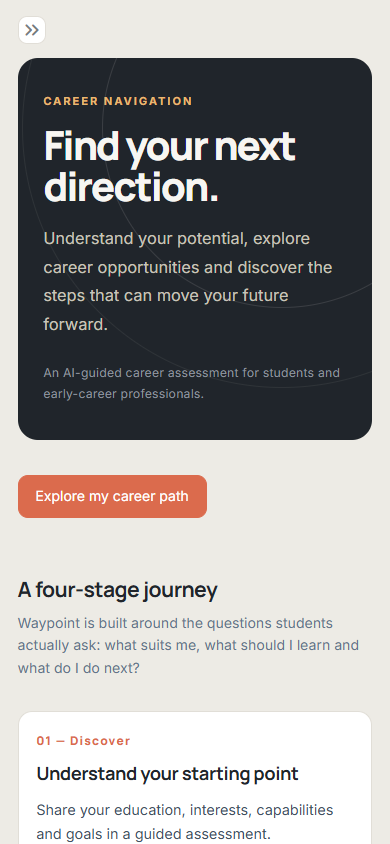 CAREER NAVIGATION
Find your next
direction.
Understand your potential, explore
career opportunities and discover the
steps that can move your future
forward.
An AI-guided career assessment for students and
early-career professionals.
Explore my career path
A four-stage journey
Waypoint is built around the questions students
actually ask: what suits me, what should I learn and
what do I do next?
01 — Discover
Understand your starting point
Share your education, interests, capabilities
and goals in a guided assessment.